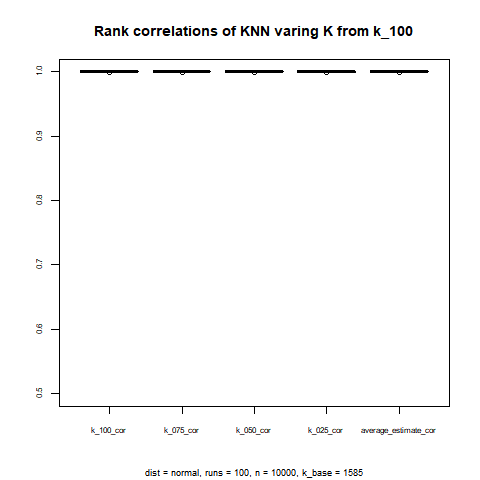 Rank correlations of KNN varing K from k_100
1.0
0.9
0.8
0.7
0.6
0.5
k_100_cor k_075_cor k_050_cor k_025_cor average_estimate_cor
dist = normal, runs = 100, n = 10000, k_base = 1585